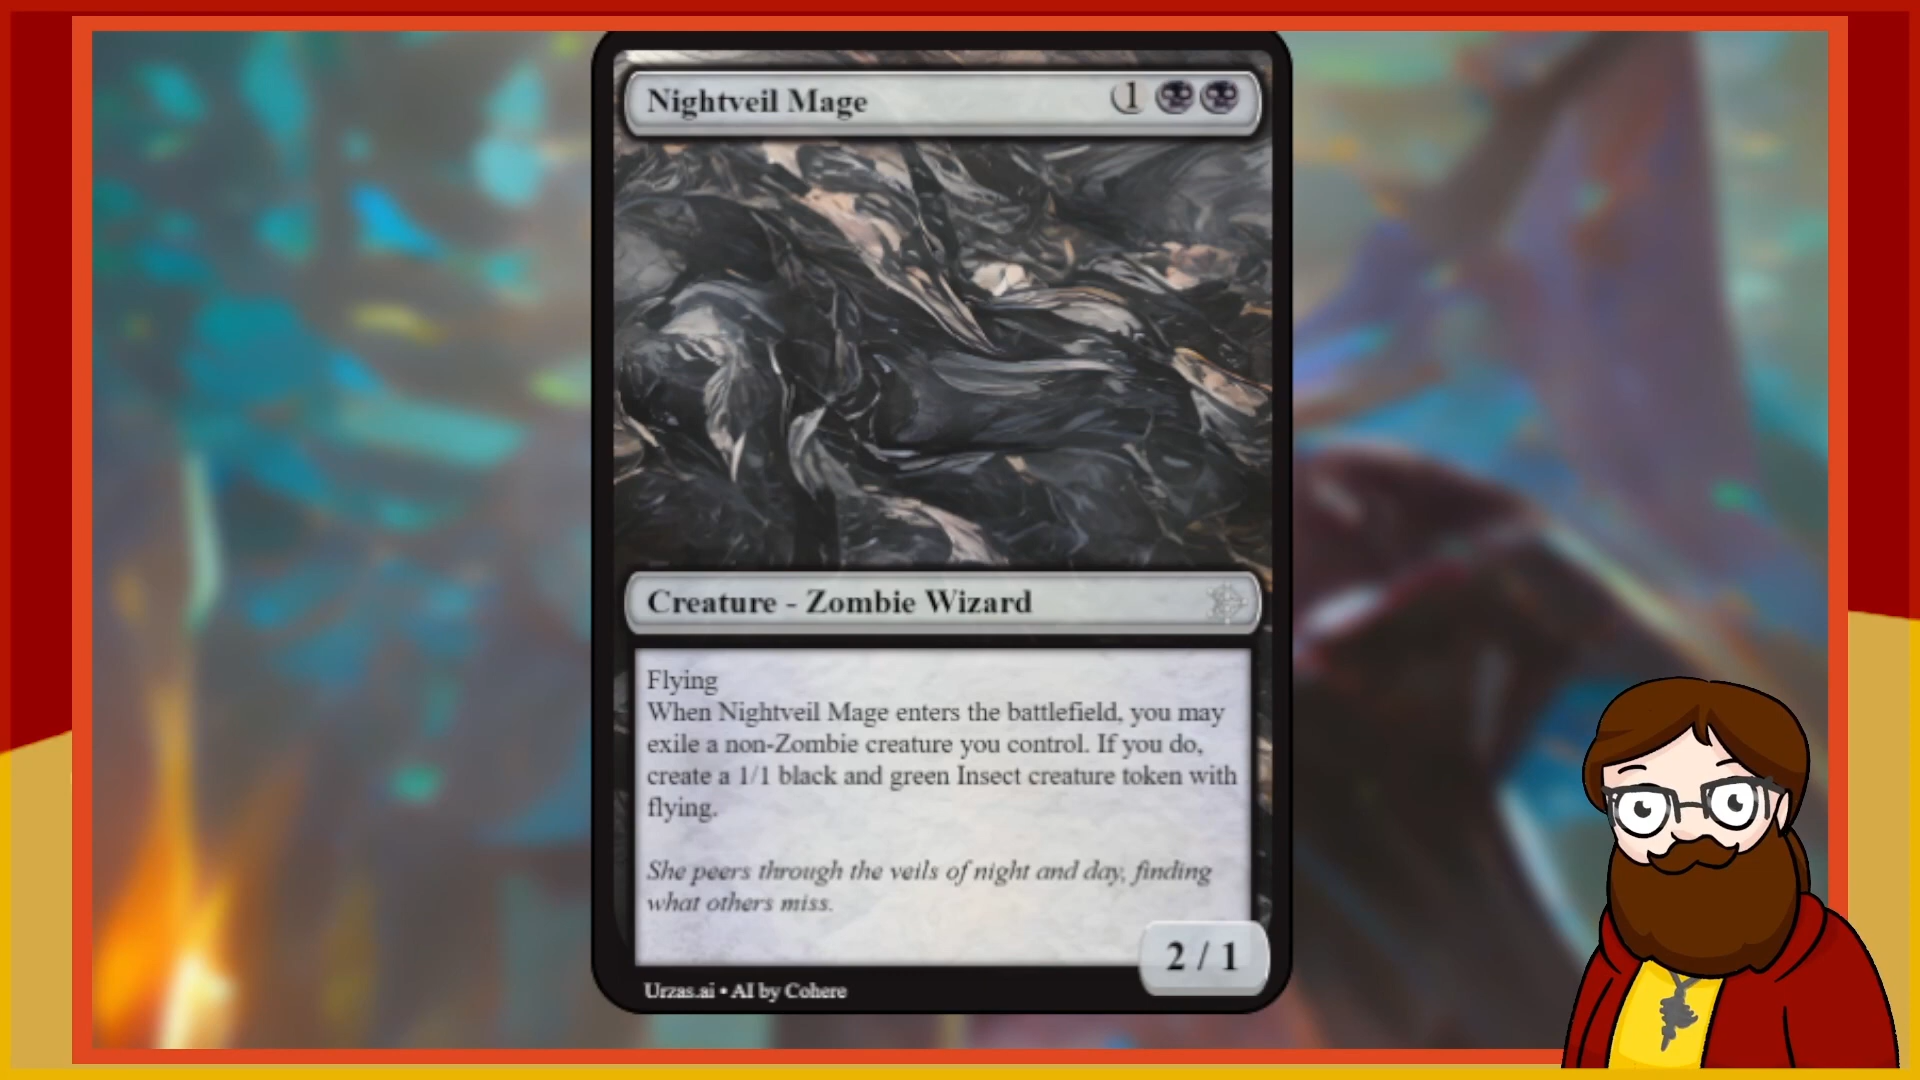 Nightveil Mage 1
Creature - Zombie Wizard
Flying
When Nightveil Mage enters the battlefield, you may
exile a non-Zombie creature you control. If you do,
create a 1/1 black and green Insect creature token with
flying.
She peers through the veils of night and day, finding
what others miss.
2 / 1
Urzas.ai • AI by Cohere